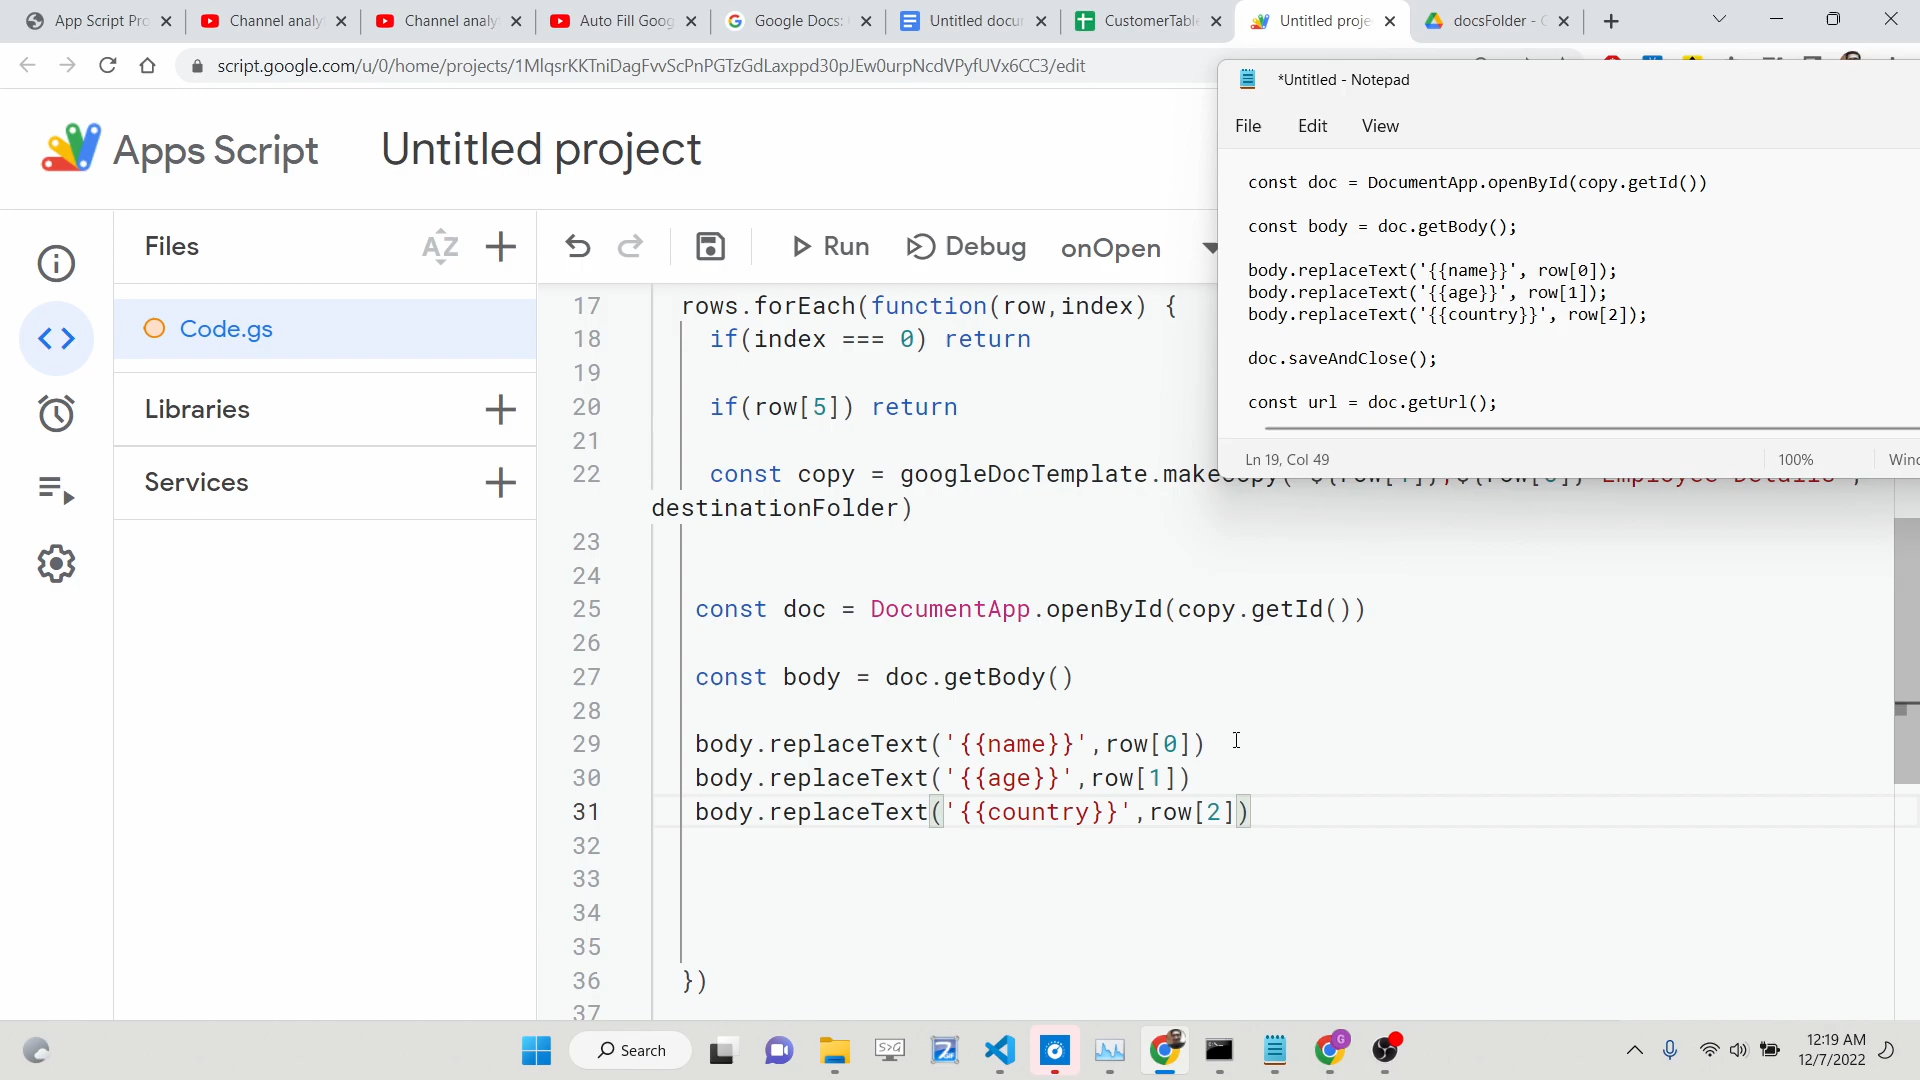 App Script Pro
Channel analy
Channel analy
Auto Fill Goog
Google Docs:
Untitled docu
CustomerTable
Untitled proje
docsFolder - G
script.google.com/u/0/home/projects/1MlqsrKKTniDagFvvScPnPGTzGdLaxppd30pJEw0urpNcdVPyfUVx6CC3/edit
Apps Script
Untitled project
Files
AZ
Code.gs
Libraries
Services
Run
Debug
onOpen
17 rows.forEach(function(row,index) {
18 if(index === 0) return
19
20 if(row[5]) return
21
22 const copy = googleDocTemplate.makeCopy(
destinationFolder)
23
24
25 const doc = DocumentApp.openById(copy.getId())
26
27 const body = doc.getBody()
28
29 body.replaceText('{{name}}',row[0])
30 body.replaceText('{{age}}',row[1])
31 body.replaceText('{{country}}',row[2])
32
33
34
35
36 })
37
*Untitled - Notepad
File Edit View
const doc = DocumentApp.openById(copy.getId())
const body = doc.getBody();
body.replaceText('{{name}}', row[0]);
body.replaceText('{{age}}', row[1]);
body.replaceText('{{country}}', row[2]);
doc.saveAndClose();
const url = doc.getUrl();
Ln 19, Col 49
100%
Winc
Search
S>G
G
12:19 AM
12/7/2022